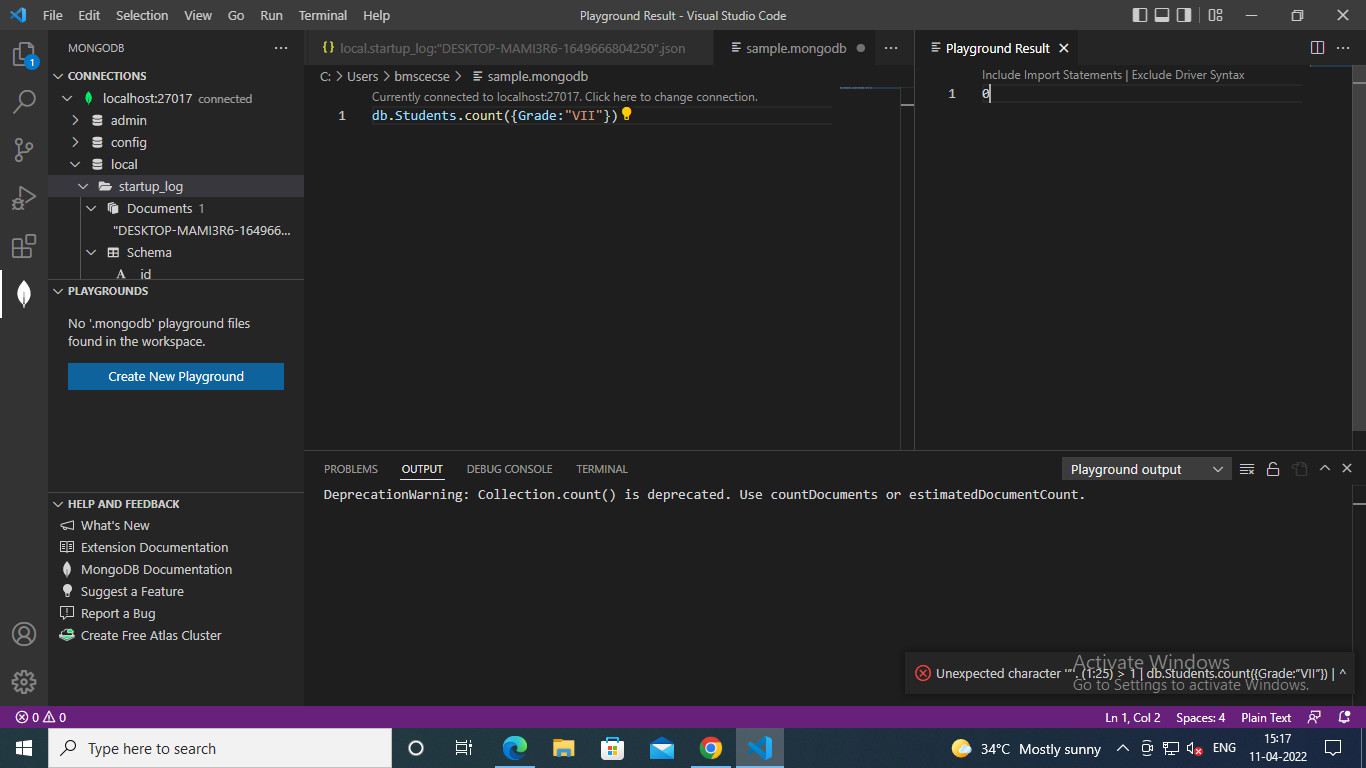 File Edit Selection View Go Run Terminal Help
Playground Result - Visual Studio Code
1
MONGODB ···
CONNECTIONS
localhost:27017 connected
admin
config
local
startup_log
Documents 1
"DESKTOP-MAMI3R6-164966...
Schema
A id
PLAYGROUNDS
No '.mongodb' playground files
found in the workspace.
Create New Playground
HELP AND FEEDBACK
What's New
Extension Documentation
MongoDB Documentation
Suggest a Feature
Report a Bug
Create Free Atlas Cluster
{} local.startup_log:"DESKTOP-MAMI3R6-1649666804250".json
sample.mongodb ● ···
C: > Users > bmscecse > sample.mongodb
Currently connected to localhost:27017. Click here to change connection.
1 db.Students.count({Grade:"VII"})
Playground Result ···
Include Import Statements | Exclude Driver Syntax
1 0
PROBLEMS OUTPUT DEBUG CONSOLE TERMINAL
Playground output
DeprecationWarning: Collection.count() is deprecated. Use countDocuments or estimatedDocumentCount.
Activate Windows
Unexpected character '"'. (1:25) > 1 | db.Students.count({Grade:"VII"}) | ^
Go to Settings to activate Windows.
0 0
Ln 1, Col 2 Spaces: 4 Plain Text
Type here to search
34°C Mostly sunny
ENG
15:17
11-04-2022